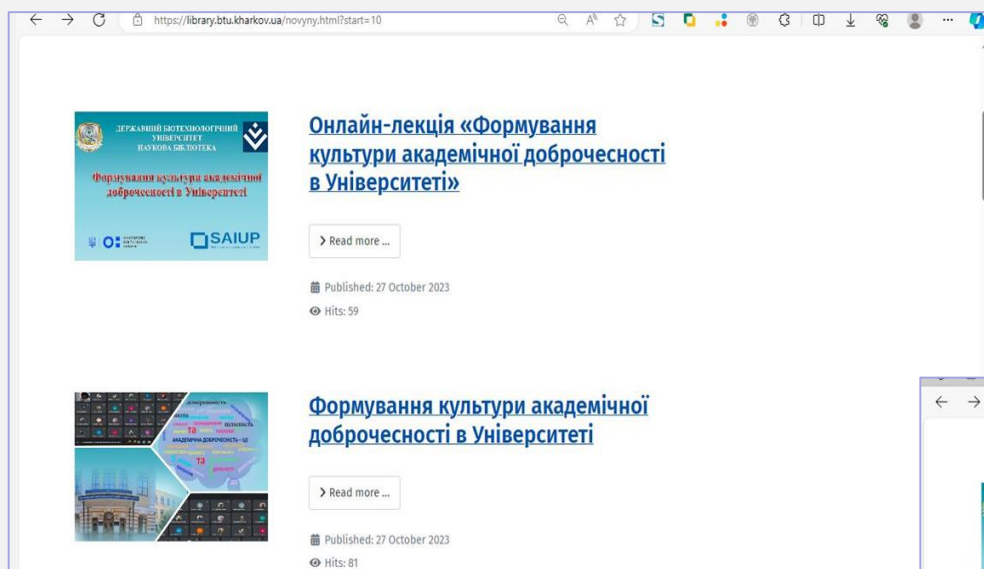 https://library.btu.kharkov.ua/novyny.html?start=10
ДЕРЖАВНИЙ БІОТЕХНОЛОГІЧНИЙ
УНІВЕРСИТЕТ
НАУКОВА БІБЛІОТЕКА
Формування культури академічної
доброчесності в Університеті
SAIUP
Онлайн-лекція «Формування
культури академічної доброчесності
в Університеті»
Read more ...
Published: 27 October 2023
Hits: 59
АКАДЕМІЧНА ДОБРОЧЕСНІСТЬ – ЦЕ
та
та
Формування культури академічної
доброчесності в Університеті
Read more ...
Published: 27 October 2023
Hits: 81